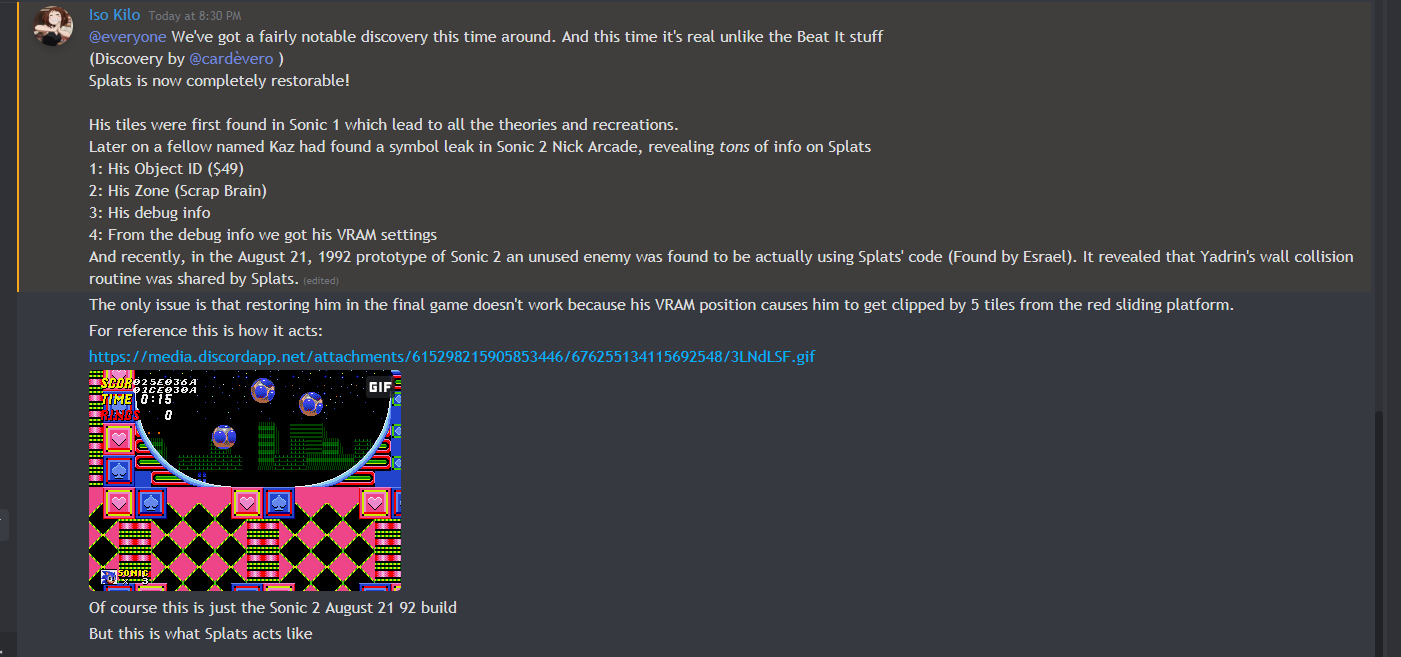 Iso Kilo Today at 8:30 PM
@everyone We've got a fairly notable discovery this time around. And this time it's real unlike the Beat It stuff
(Discovery by @cardèvero )
Splats is now completely restorable!
His tiles were first found in Sonic 1 which lead to all the theories and recreations.
Later on a fellow named Kaz had found a symbol leak in Sonic 2 Nick Arcade, revealing tons of info on Splats
1: His Object ID ($49)
2: His Zone (Scrap Brain)
3: His debug info
4: From the debug info we got his VRAM settings
And recently, in the August 21, 1992 prototype of Sonic 2 an unused enemy was found to be actually using Splats' code (Found by Esrael). It revealed that Yadrin's wall collision
routine was shared by Splats. (edited)
The only issue is that restoring him in the final game doesn't work because his VRAM position causes him to get clipped by 5 tiles from the red sliding platform.
For reference this is how it acts:
https://media.discordapp.net/attachments/615298215905853446/676255134115692548/3LNdLSF.gif
SCOR025E036A
01CE030A
GIF
TIME 0:15
RINGS 0
SONIC
x 3
Of course this is just the Sonic 2 August 21 92 build
But this is what Splats acts like